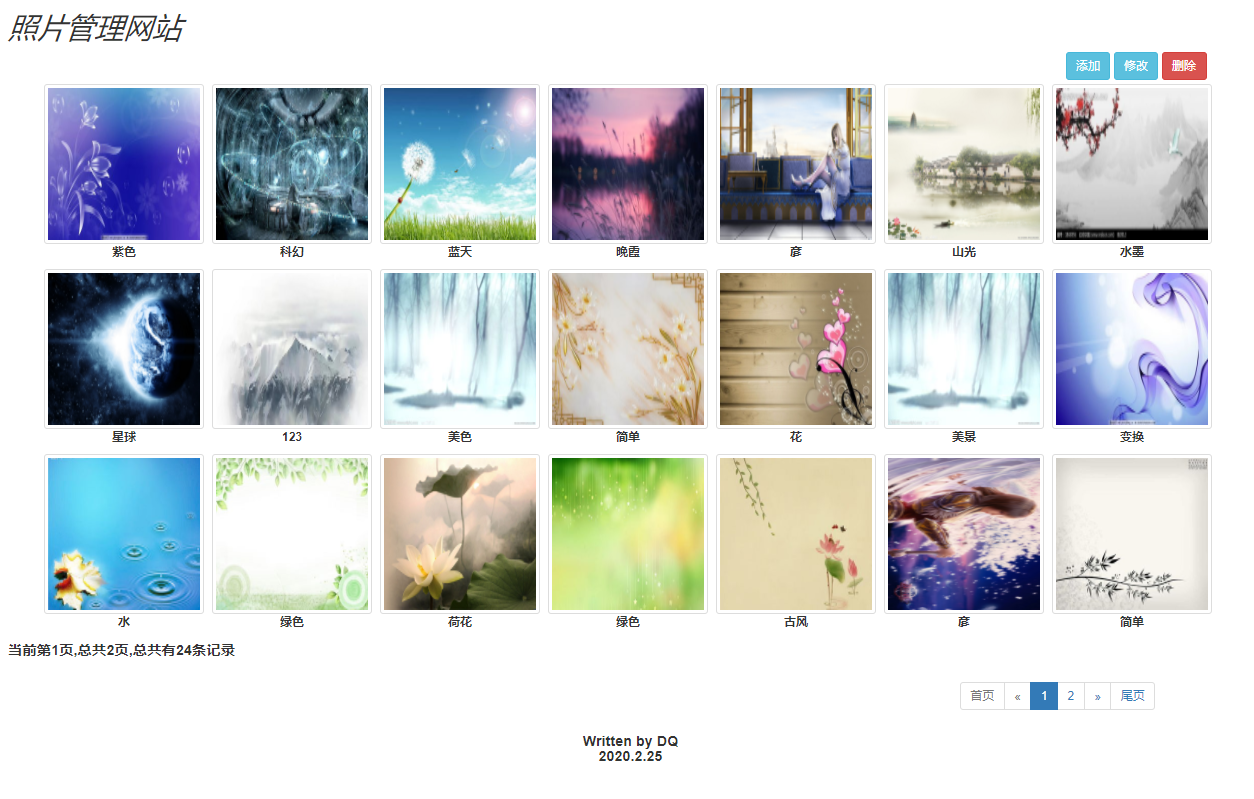 照片管理网站
添加 修改 删除
紫色 科幻 蓝天 晚霞 彦 山光 水墨
星球 123 美色 简单 花 美景 变换
水 绿色 荷花 绿色 古风 彦 简单
当前第1页,总共2页,总共有24条记录
首页 « 1 2 » 尾页
Written by DQ
2020.2.25